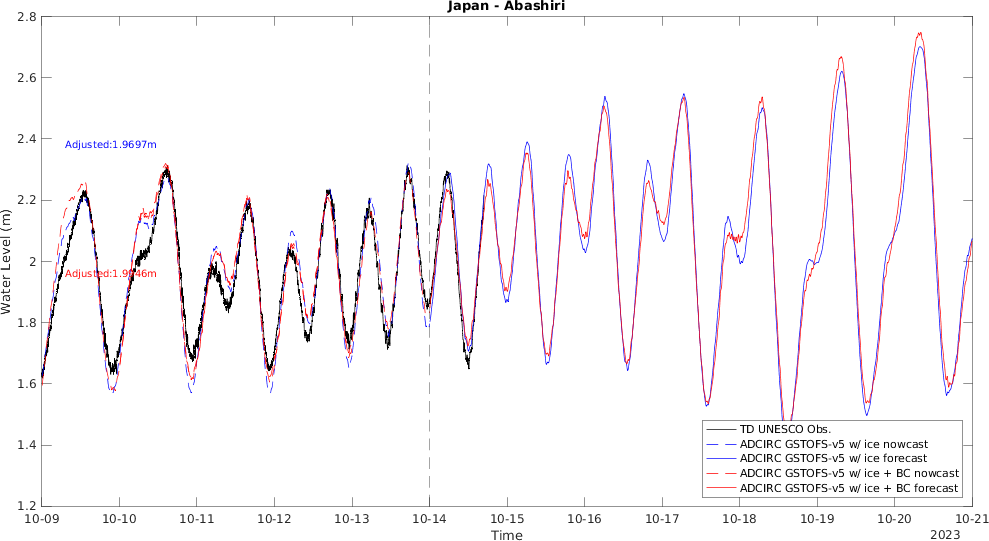 Japan - Abashiri
Water Level (m)
2.8
2.6
2.4
2.2
2
1.8
1.6
1.4
1.2
Adjusted:1.9697m
TD UNESCO Obs.
ADCIRC GSTOFS-v5 w/ ice nowcast
ADCIRC GSTOFS-v5 w/ ice forecast
ADCIRC GSTOFS-v5 w/ ice + BC nowcast
ADCIRC GSTOFS-v5 w/ ice + BC forecast
10-09 10-10 10-11 10-12 10-13 10-14 10-15 10-16 10-17 10-18 10-19 10-20 10-21
Time
2023